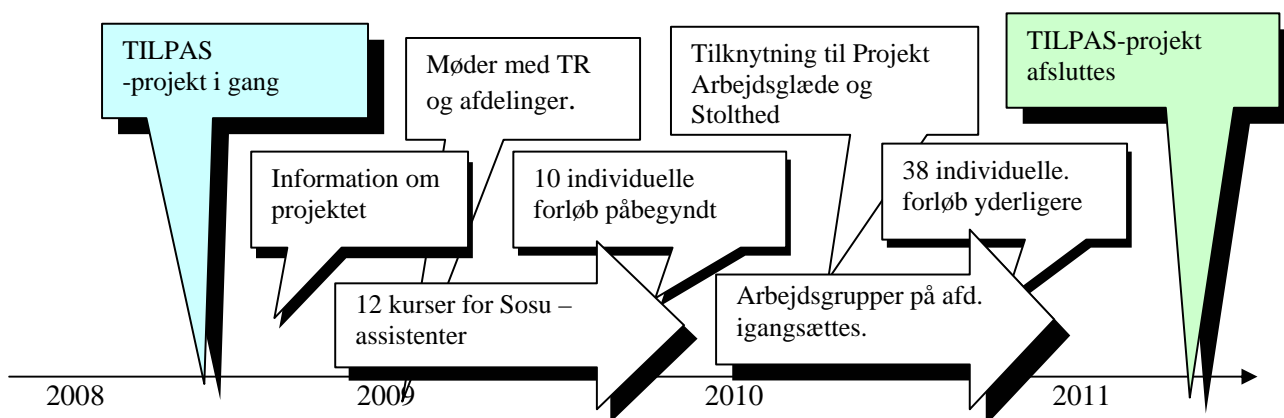 TILPAS
-projekt i gang
Møder med TR
og afdelinger.
Tilknytning til Projekt
Arbejdsglæde og
Stolthed
TILPAS-projekt
afsluttes
Information om
projektet
10 individuelle
forløb påbegyndt
38 individuelle.
forløb yderligere
12 kurser for Sosu –
assistenter
Arbejdsgrupper på afd.
igangsættes.
2008
2009
2010
2011